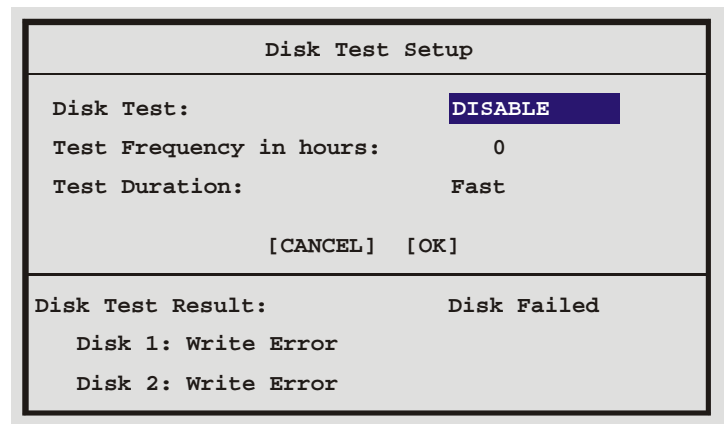 Disk Test Setup
Disk Test: DISABLE
Test Frequency in hours: 0
Test Duration: Fast
[CANCEL] [OK]
Disk Test Result: Disk Failed
Disk 1: Write Error
Disk 2: Write Error